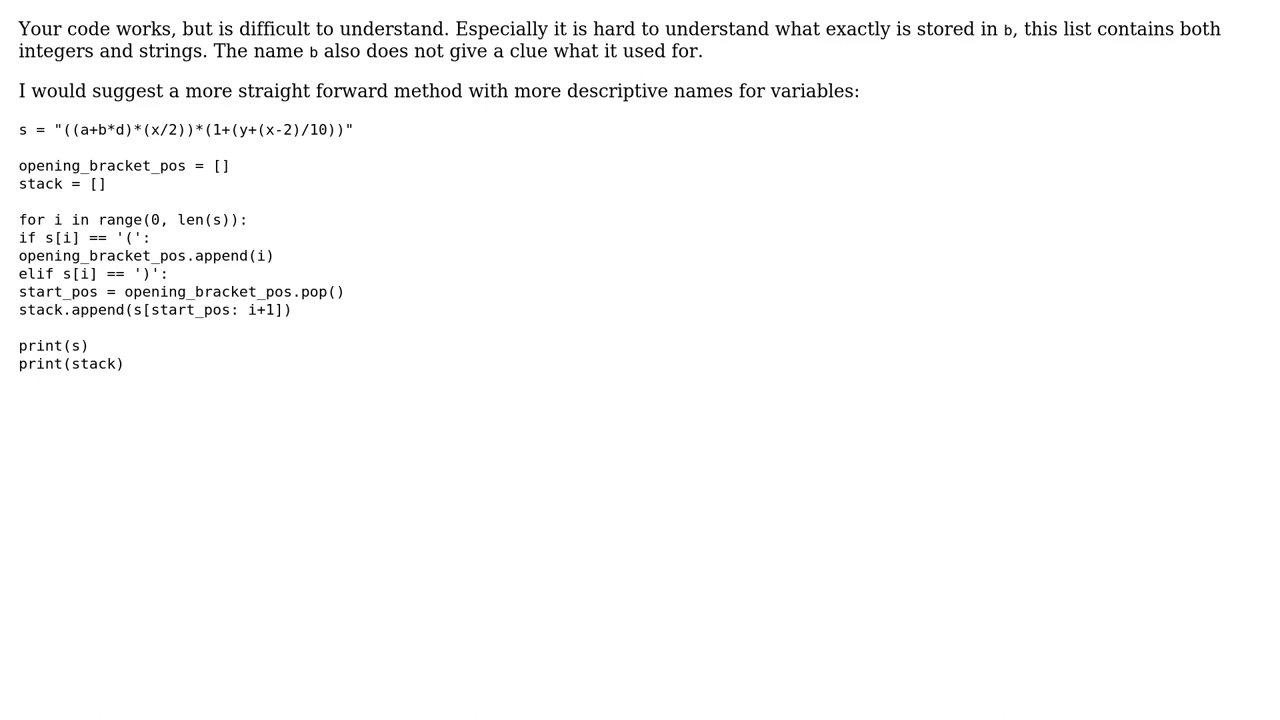 Your code works, but is difficult to understand. Especially it is hard to understand what exactly is stored in b, this list contains both
integers and strings. The name b also does not give a clue what it used for.
I would suggest a more straight forward method with more descriptive names for variables:
s = "((a+b*d)*(x/2))*(1+(y+(x-2)/10))"
opening_bracket_pos = []
stack = []
for i in range(0, len(s)):
if s[i] == '(':
opening_bracket_pos.append(i)
elif s[i] == ')':
start_pos = opening_bracket_pos.pop()
stack.append(s[start_pos: i+1])
print(s)
print(stack)